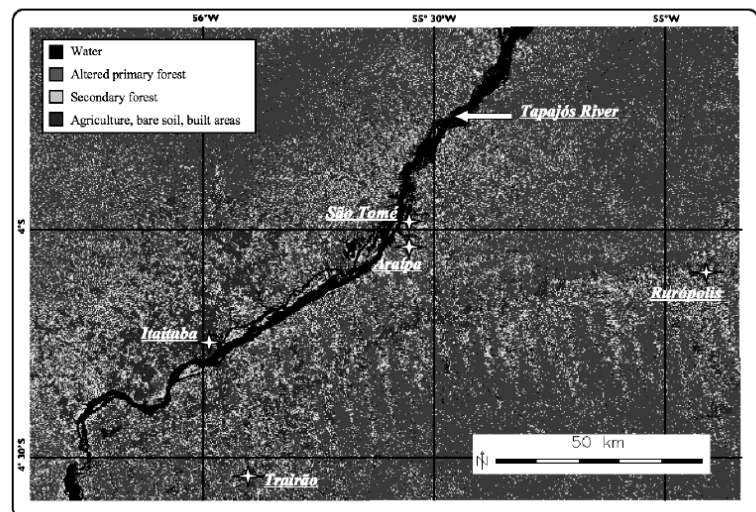 56°W
55° 30'W
55°W
Water
Altered primary forest
Secondary forest
Agriculture, bare soil, built areas
Tapajós River
São Tomé
4°S
Araipa
Rurópolis
Itaituba
50 km
N
4° 30'S
Trairão